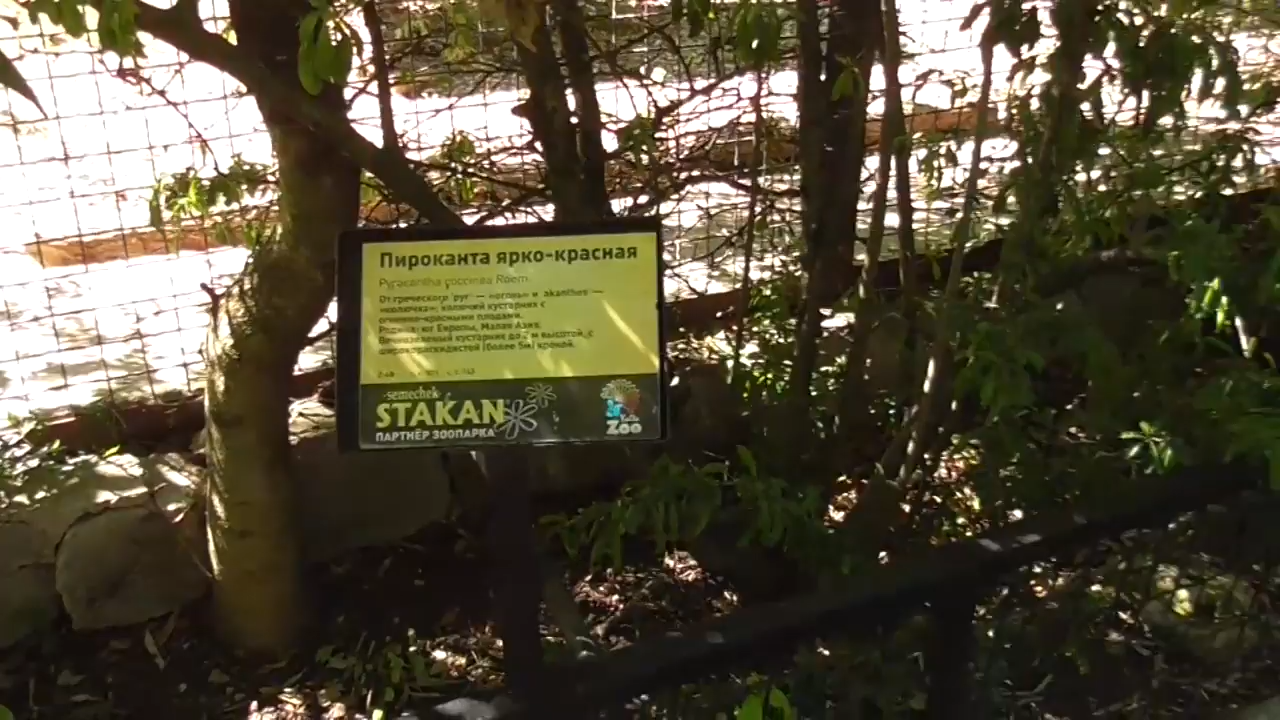 Пироканта ярко-красная
Pyracantha coccinea Roem.
От греческого 'pyr' — «огонь» и akanthos —
«колючка»; колючий кустарник с
огненно-красными плодами.
Родина: юг Европы, Малая Азия.
Вечнозеленый кустарник до 2 м высотой, с
широкораскидистой (более 5м) кроной.
-semechek-
STAKAN
ПАРТНЁР ЗООПАРКА
Zoo